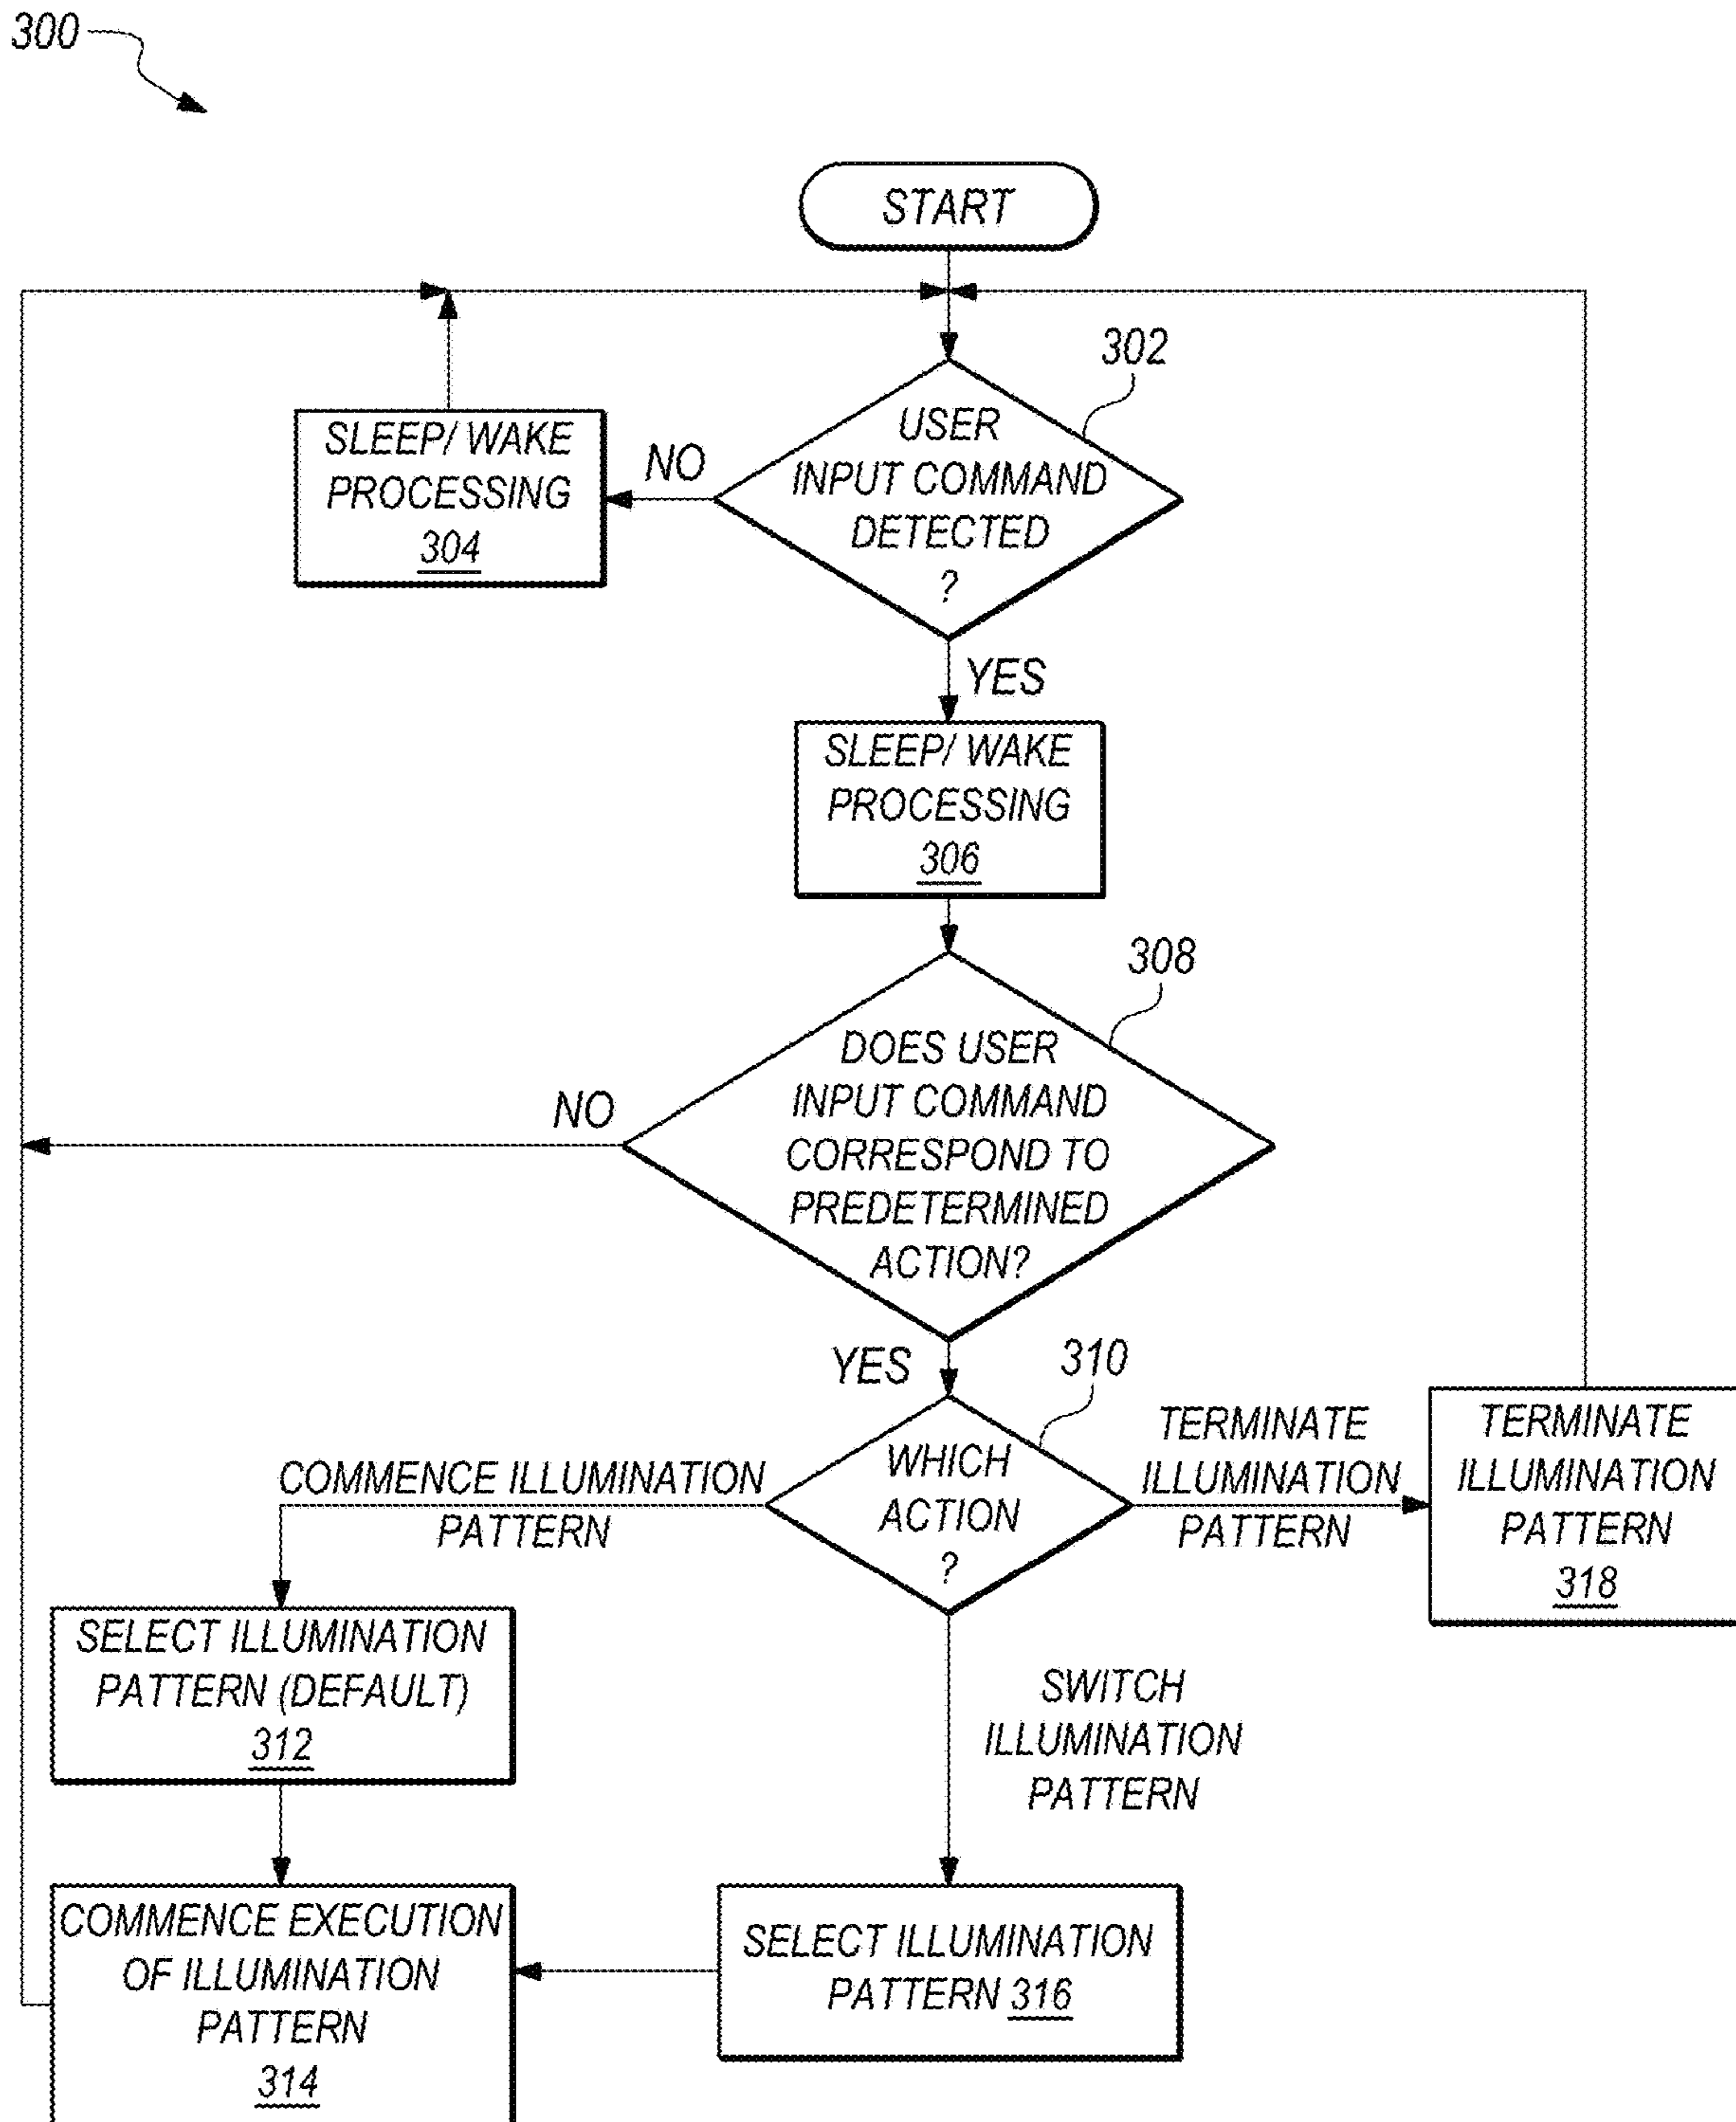 300
START
302
USER
INPUT COMMAND
DETECTED
?
NO
SLEEP/ WAKE
PROCESSING
304
YES
SLEEP/ WAKE
PROCESSING
306
308
DOES USER
INPUT COMMAND
CORRESPOND TO
PREDETERMINED
ACTION?
NO
YES
310
WHICH
ACTION
?
COMMENCE ILLUMINATION
PATTERN
TERMINATE
ILLUMINATION
PATTERN
TERMINATE
ILLUMINATION
PATTERN
318
SELECT ILLUMINATION
PATTERN (DEFAULT)
312
SWITCH
ILLUMINATION
PATTERN
COMMENCE EXECUTION
OF ILLUMINATION
PATTERN
314
SELECT ILLUMINATION
PATTERN 316